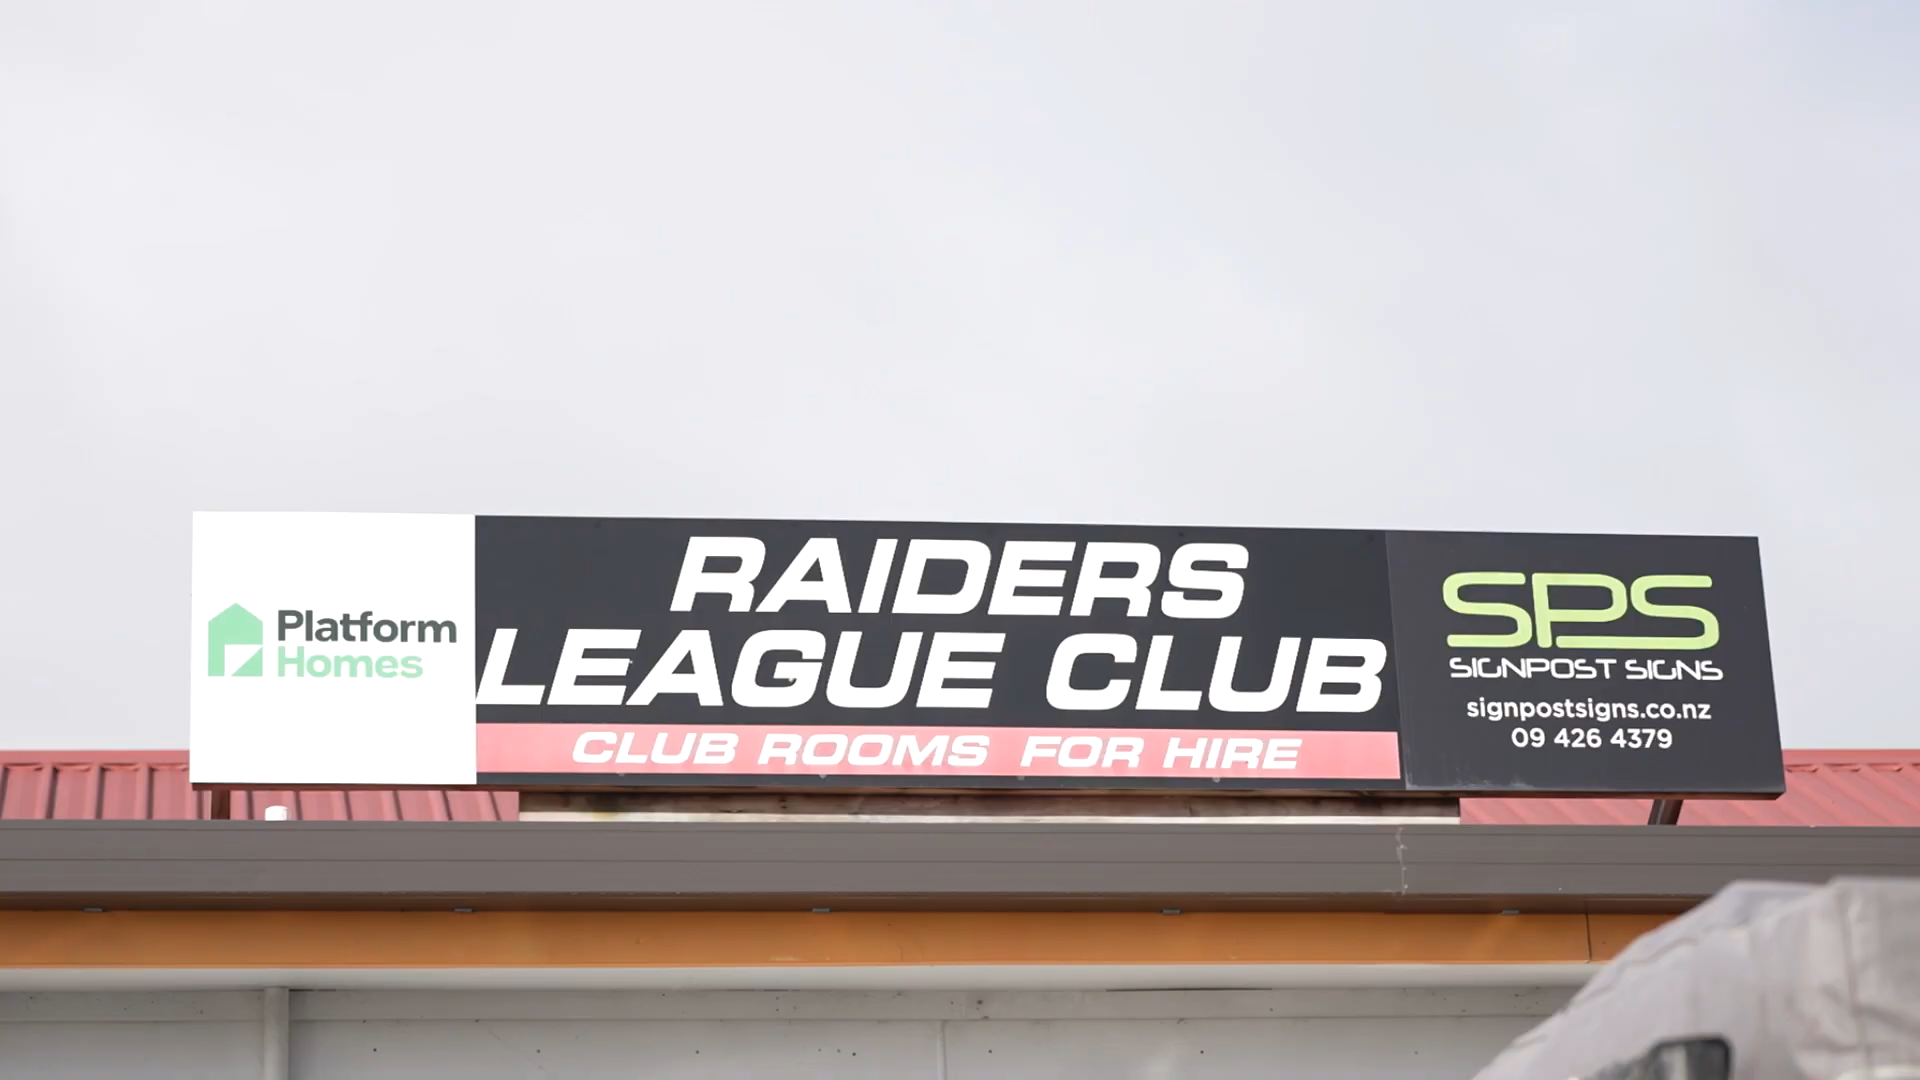 Platform
Homes
RAIDERS
LEAGUE CLUB
CLUB ROOMS FOR HIRE
SPS
SIGNPOST SIGNS
signpostsigns.co.nz
09 426 4379